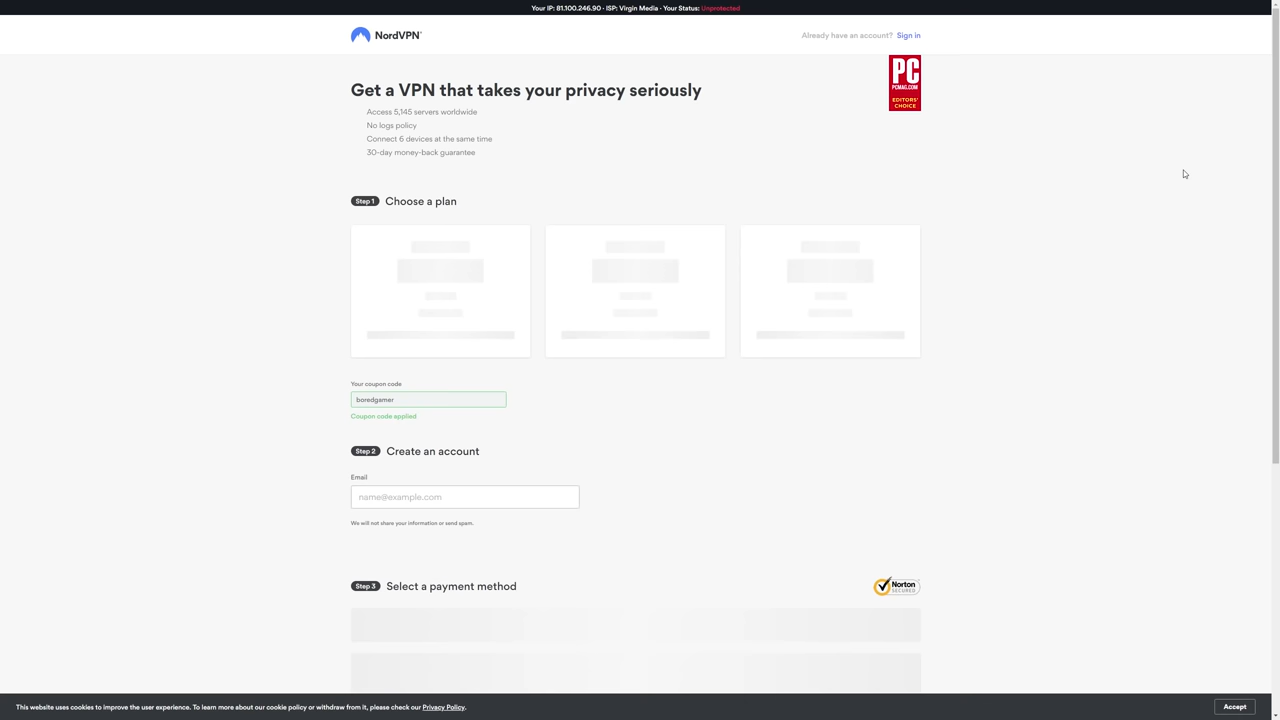 Your IP: 81.100.246.90 · ISP: Virgin Media · Your Status: Unprotected
NordVPN®
Already have an account? Sign in
PC
PCMAG.COM
EDITORS'
CHOICE
Get a VPN that takes your privacy seriously
Access 5,145 servers worldwide
No logs policy
Connect 6 devices at the same time
30-day money-back guarantee
Step 1 Choose a plan
Your coupon code
boredgamer
Coupon code applied
Step 2 Create an account
Email
name@example.com
We will not share your information or send spam.
Step 3 Select a payment method
Norton
SECURED
This website uses cookies to improve the user experience. To learn more about our cookie policy or withdraw from it, please check our Privacy Policy.
Accept